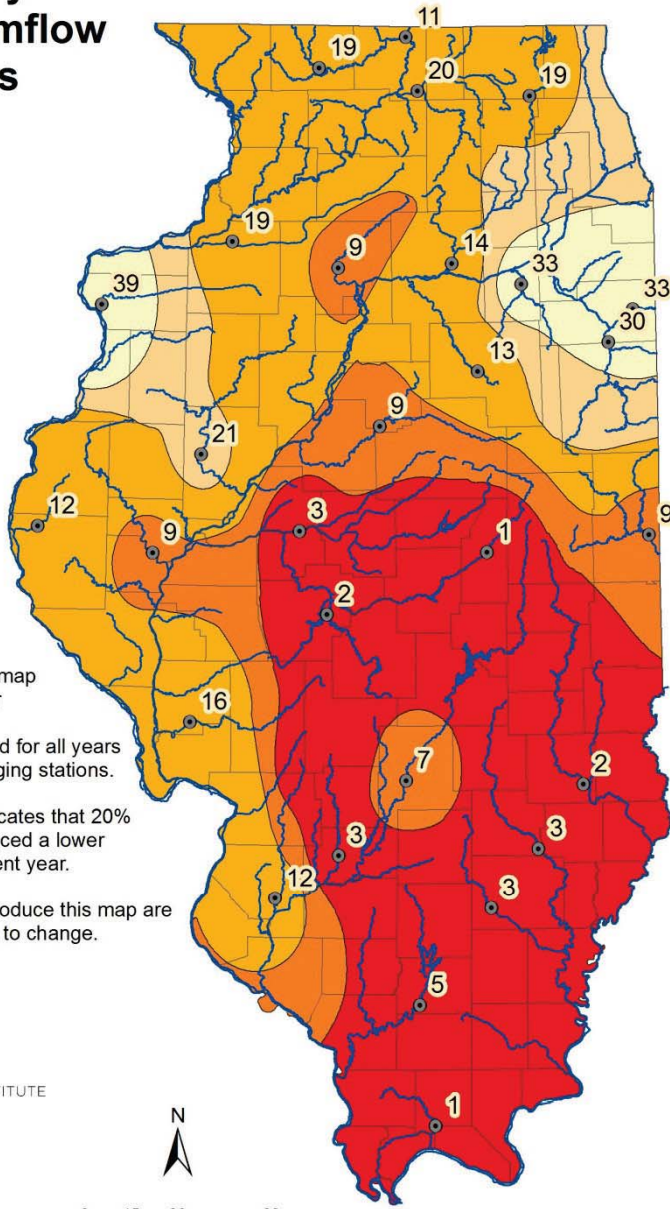 mflow
s
11
19
20
19
19
9
14
33
39
33
30
13
9
21
3
12
9
1
9
2
map
16
d for all years
ging stations.
7
2
cates that 20%
ced a lower
3
3
ent year.
12
3
oduce this map are
to change.
5
TITUTE
N
1